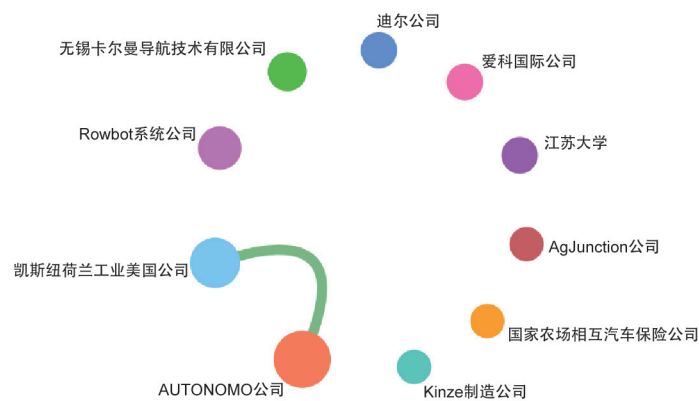 迪尔公司
无锡卡尔曼导航技术有限公司
爱科国际公司
Rowbot系统公司
江苏大学
AgJunction公司
凯斯纽荷兰工业美国公司
国家农场相互汽车保险公司
AUTONOMO公司
Kinze制造公司